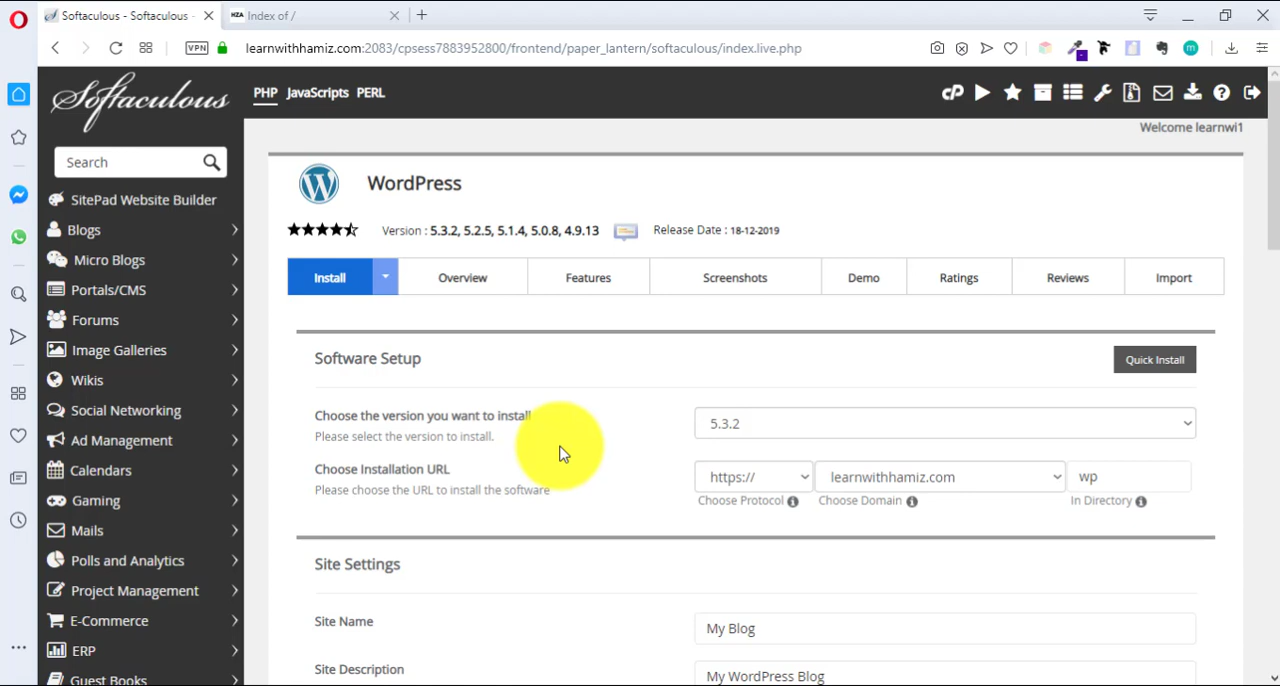 Softaculous - Softaculous -
HZA Index of /
VPN learnwithhamiz.com:2083/cpsess7883952800/frontend/paper_lantern/softaculous/index.live.php
Softaculous
PHP JavaScripts PERL
cP
Welcome learnwi1
Search
SitePad Website Builder
Blogs
Micro Blogs
Portals/CMS
Forums
Image Galleries
Wikis
Social Networking
Ad Management
Calendars
Gaming
Mails
Polls and Analytics
Project Management
E-Commerce
ERP
Guest Books
WordPress
Version : 5.3.2, 5.2.5, 5.1.4, 5.0.8, 4.9.13 Release Date : 18-12-2019
Install Overview Features Screenshots Demo Ratings Reviews Import
Software Setup Quick Install
Choose the version you want to install 5.3.2
Please select the version to install.
Choose Installation URL https:// learnwithhamiz.com wp
Please choose the URL to install the software Choose Protocol Choose Domain In Directory
Site Settings
Site Name My Blog
Site Description My WordPress Blog